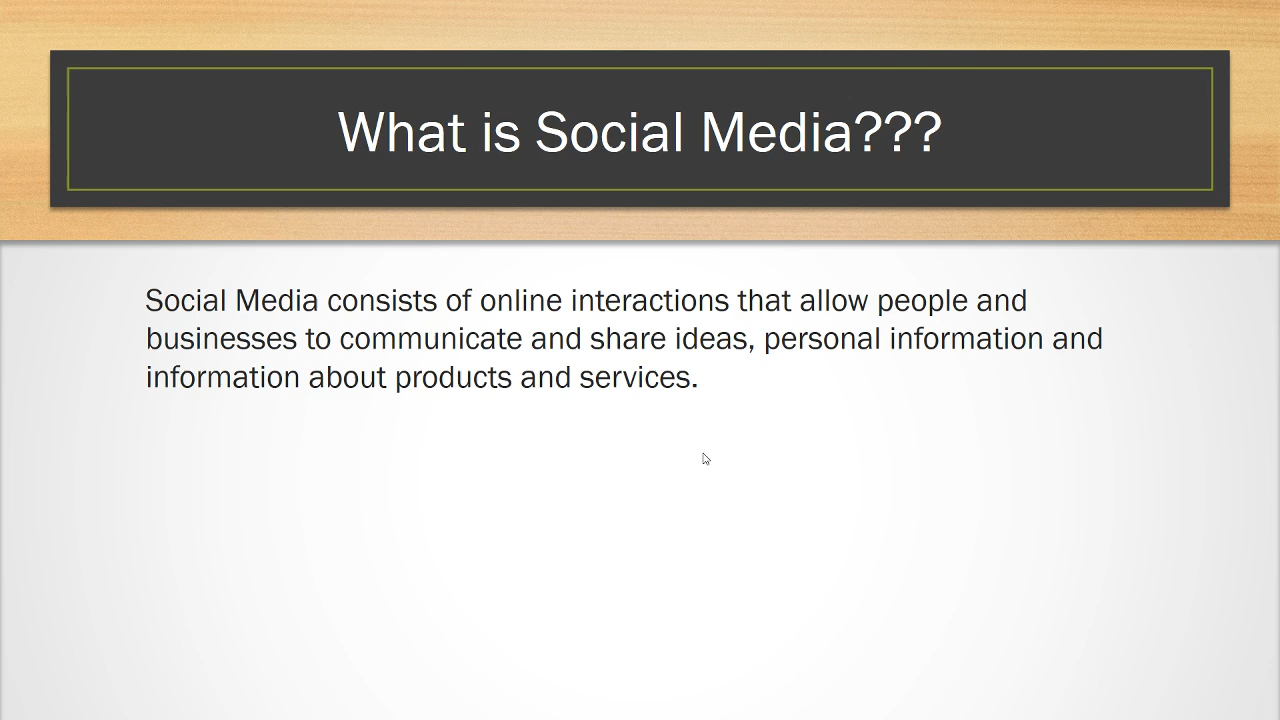 What is Social Media???
Social Media consists of online interactions that allow people and
businesses to communicate and share ideas, personal information and
information about products and services.